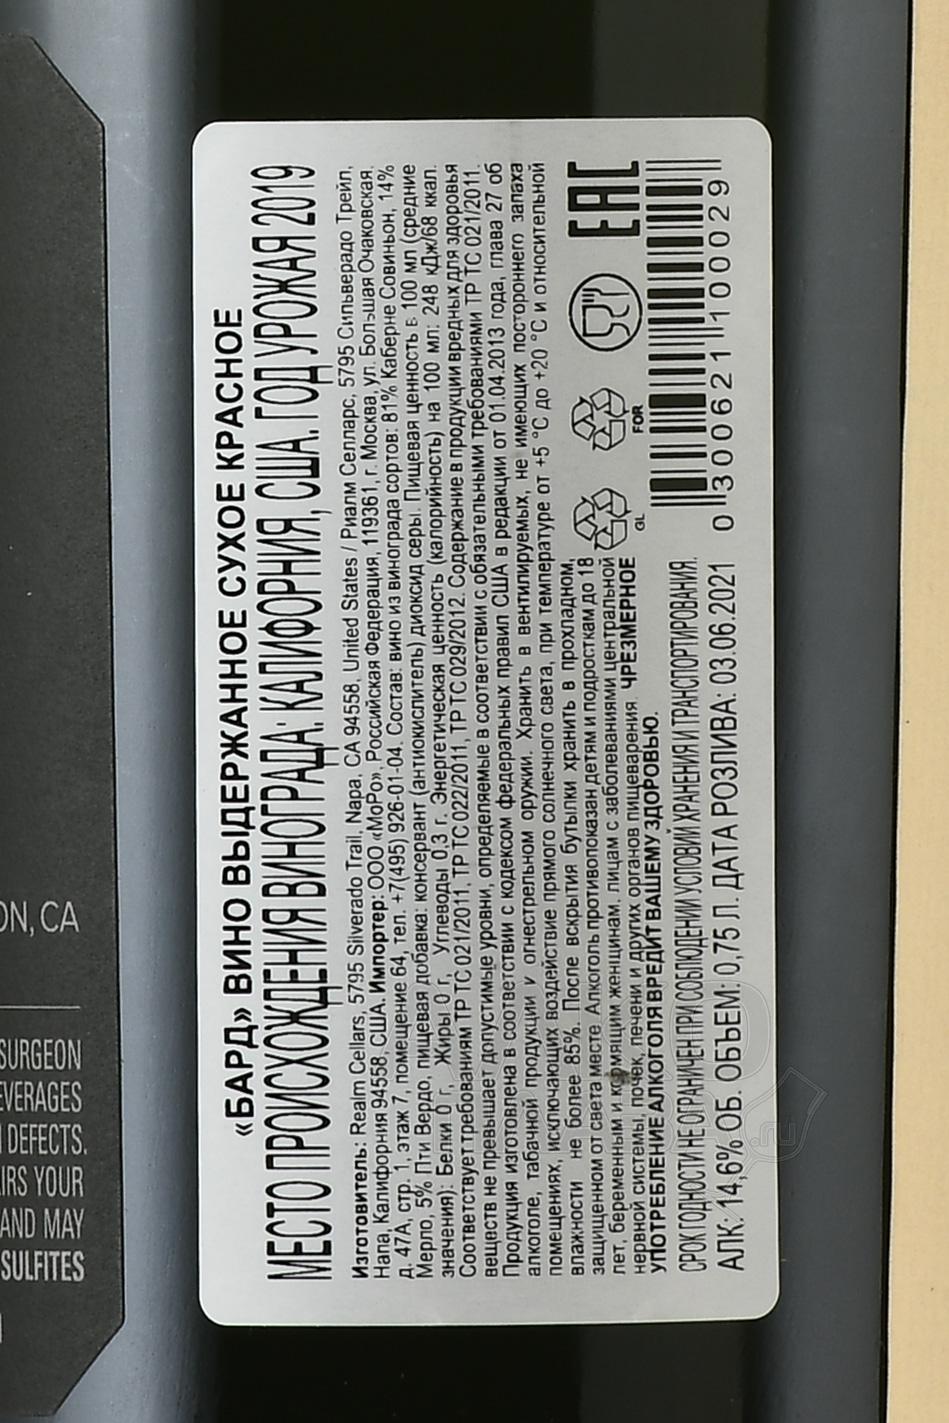 ON, CA
SURGEON
EVERAGES
DEFECTS.
IRS YOUR
AND MAY
SULFITES
«БАРД» ВИНО ВЫДЕРЖАННОЕ СУХОЕ КРАСНОЕ
МЕСТО ПРОИСХОЖДЕНИЯ ВИНОГРАДА: КАЛИФОРНИЯ, США. ГОД УРОЖАЯ 2019
Изготовитель: Realm Cellars, 5795 Silverado Trail, Napa, CA 94558, United States / Риалм Селларс, 5795 Сильверадо Трейл,
Напа, Калифорния 94558, США. Импортер: ООО «МоРо», Российская Федерация, 119361, г. Москва, ул. Большая Очаковская,
д. 47А, стр. 1, этаж 7, помещение 64, тел. +7(495) 926-01-04. Состав: вино из винограда сортов: 81% Каберне Совиньон, 14%
Мерло, 5% Пти Вердо, пищевая добавка: консервант (антиокислитель) диоксид серы. Пищевая ценность в 100 мл (средние
значения): Белки 0 г, Жиры 0 г, Углеводы 0,3 г. Энергетическая ценность (калорийность) на 100 мл: 248 кДж/68 ккал.
Соответствует требованиям ТР ТС 021/2011, ТР ТС 022/2011, ТР ТС 029/2012. Содержание в продукции вредных для здоровья
веществ не превышает допустимые уровни, определяемые в соответствии с обязательными требованиями ТР ТС 021/2011.
Продукция изготовлена в соответствии с кодексом федеральных правил США в редакции от 01.04.2013 года, глава 27 об
алкоголе, табачной продукции и огнестрельном оружии. Хранить в вентилируемых, не имеющих постороннего запаха
помещениях, исключающих воздействие прямого солнечного света, при температуре от +5 °С до +20 °С и относительной
влажности не более 85%. После вскрытия бутылки хранить в прохладном,
защищенном от света месте. Алкоголь противопоказан детям и подросткам до 18
лет, беременным и кормящим женщинам, лицам с заболеваниями центральной
нервной системы, почек, печени и других органов пищеварения. ЧРЕЗМЕРНОЕ
УПОТРЕБЛЕНИЕ АЛКОГОЛЯ ВРЕДИТ ВАШЕМУ ЗДОРОВЬЮ.
СРОК ГОДНОСТИ НЕ ОГРАНИЧЕН ПРИ СОБЛЮДЕНИИ УСЛОВИЙ ХРАНЕНИЯ И ТРАНСПОРТИРОВАНИЯ.
АЛК: 14,6% ОБ. ОБЪЕМ: 0,75 Л. ДАТА РОЗЛИВА: 03.06.2021
GL
FOR
EAC
0 300621 100029
.ru